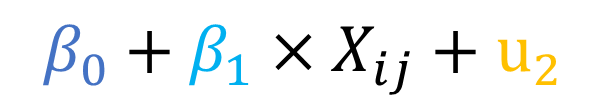 β₀ + β₁ × Xᵢⱼ + u₂